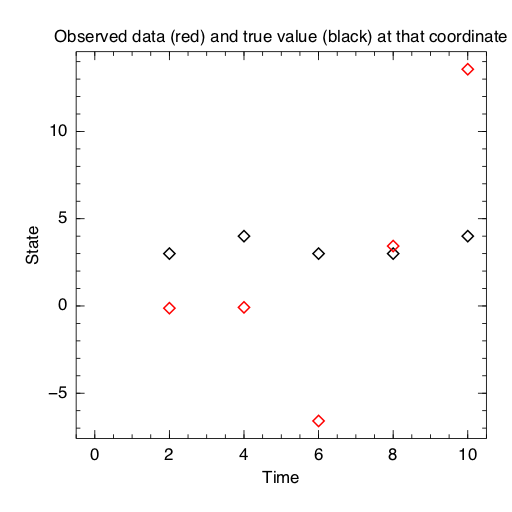 Observed data (red) and true value (black) at that coordinate
10
5
0
−5
State
0 2 4 6 8 10
Time